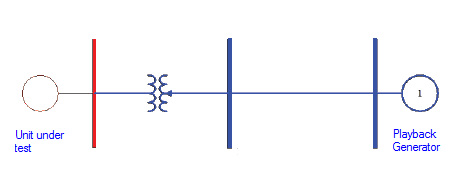 1
Unit under
test
Playback
Generator